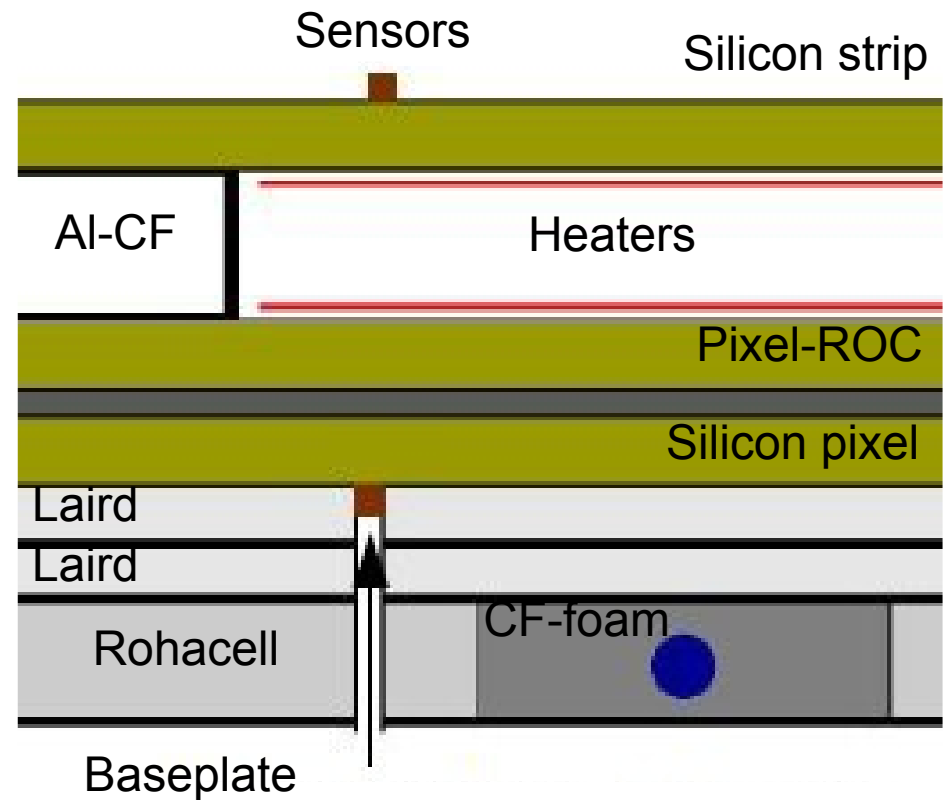 Sensors
Silicon strip
Al-CF
Heaters
Pixel-ROC
Silicon pixel
Laird
Laird
CF-foam
Rohacell
Baseplate